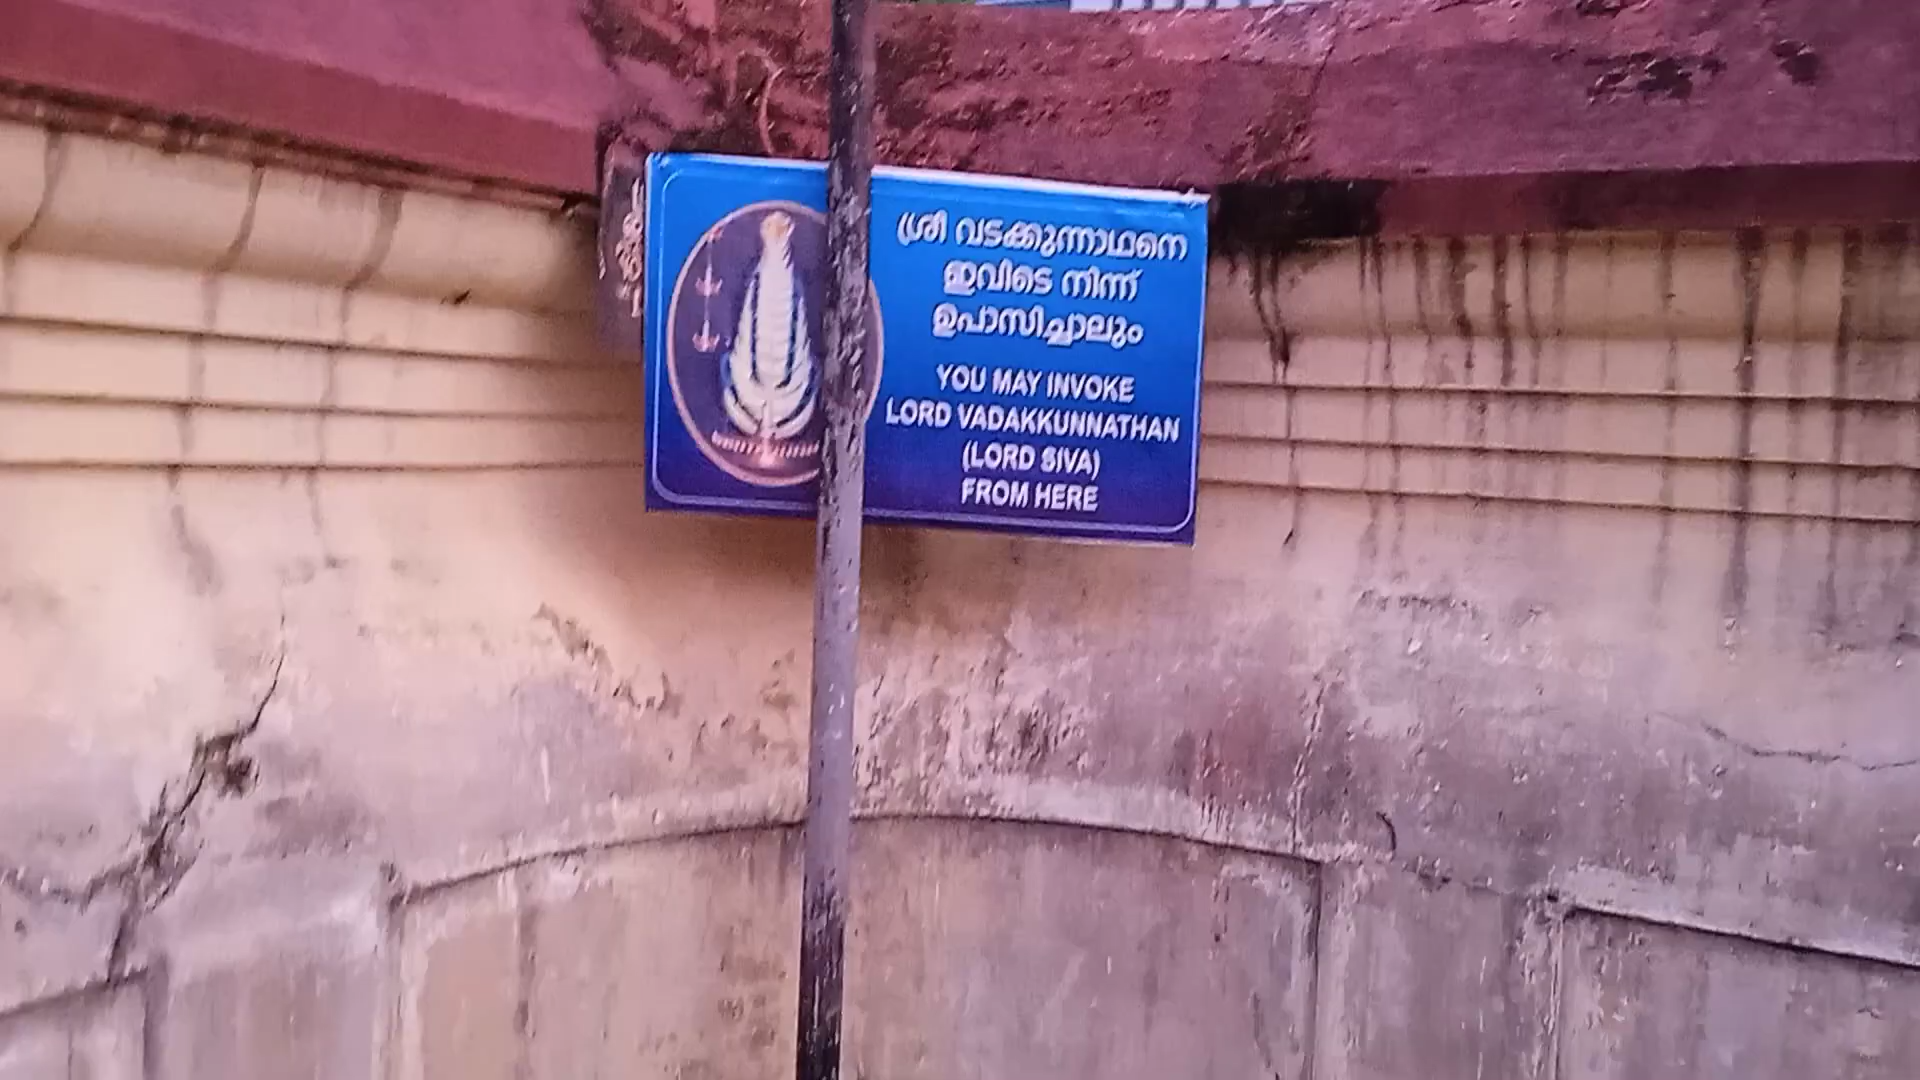 ശ്രീ വടക്കുന്നാഥനെ
ഇവിടെ നിന്ന്
ഉപാസിച്ചാലും
YOU MAY INVOKE
LORD VADAKKUNNATHAN
(LORD SIVA)
FROM HERE